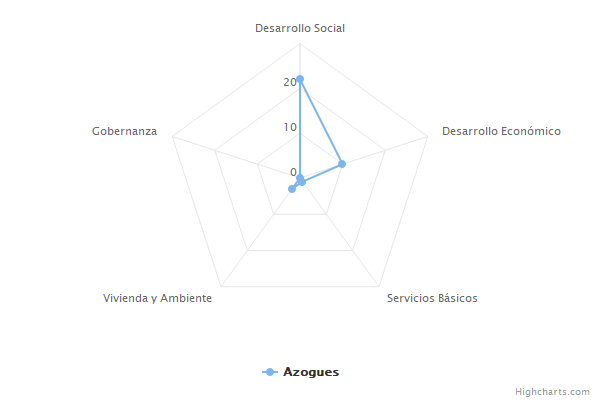 Desarrollo Social
20
Gobernanza
10
Desarrollo Económico
0
Vivienda y Ambiente
Servicios Básicos
Azogues
Highcharts.com